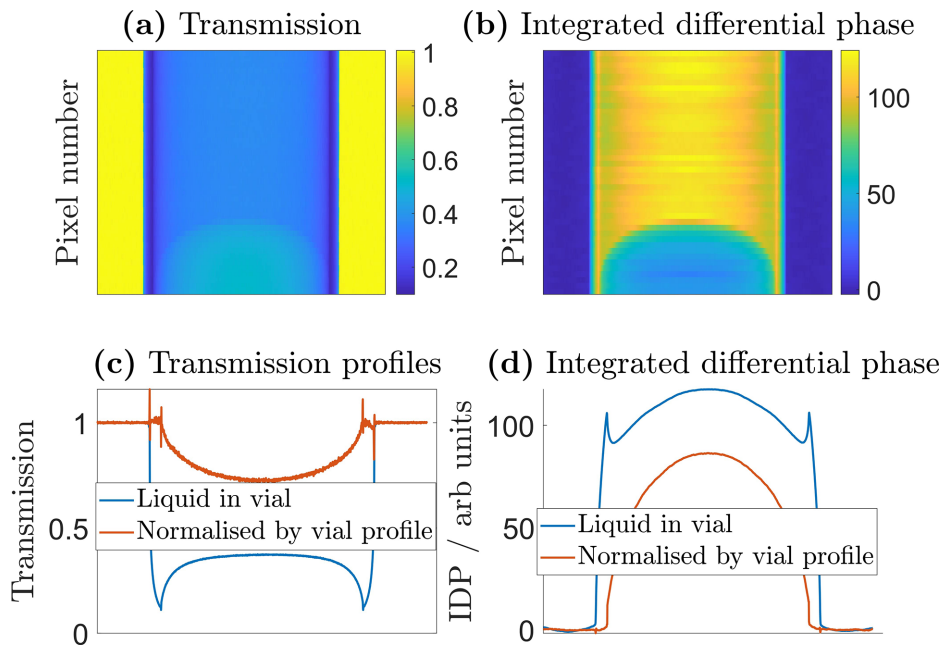 (a) Transmission
(b) Integrated differential phase
Pixel number
1
0.8
0.6
0.4
0.2
Pixel number
100
50
0
(c) Transmission profiles
(d) Integrated differential phase
Transmission
1
0.5
0
Liquid in vial
Normalised by vial profile
IDP / arb units
100
50
0
Liquid in vial
Normalised by vial profile